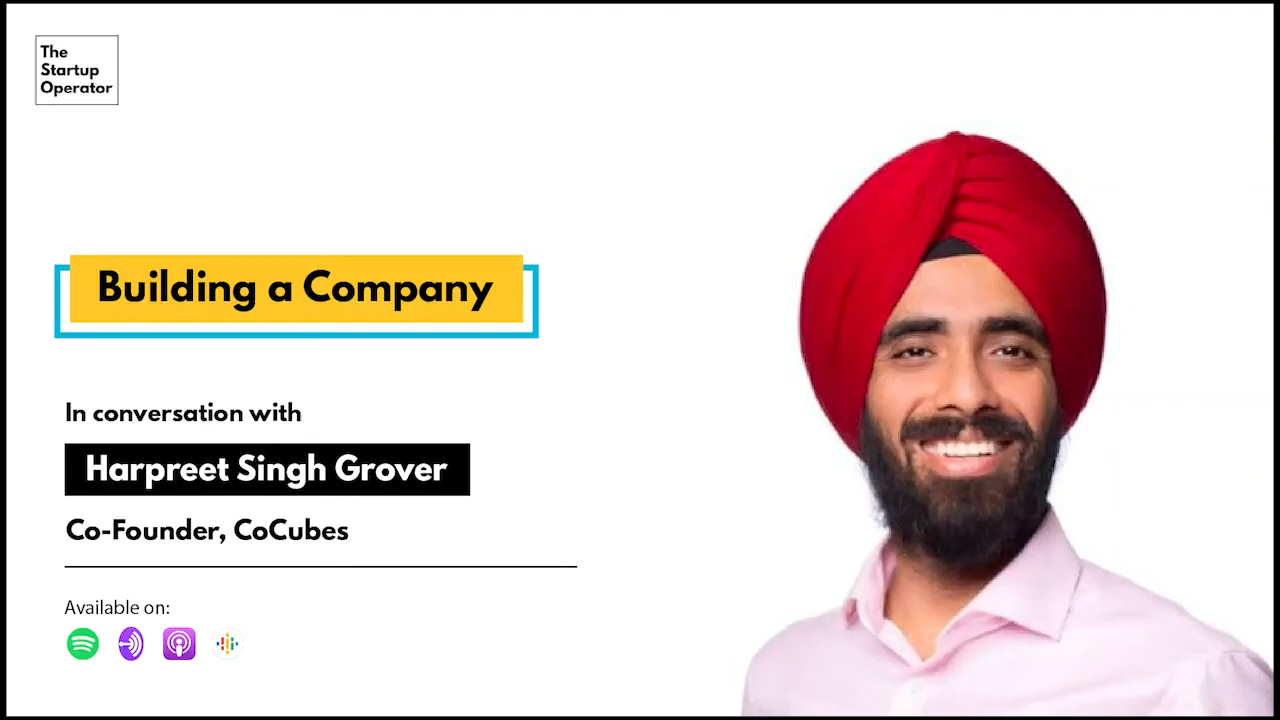 The
Startup
Operator
Building a Company
In conversation with
Harpreet Singh Grover
Co-Founder, CoCubes
Available on: